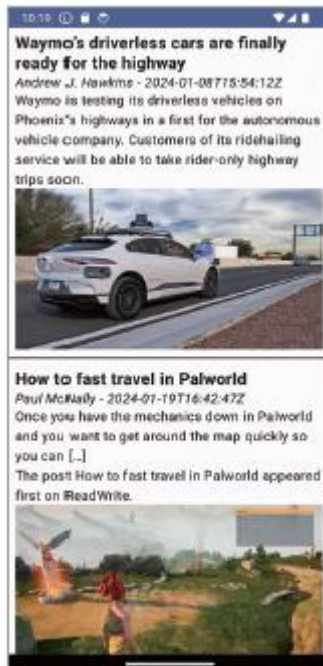 10:19
Waymo's driverless cars are finally
ready for the highway
Andrew J. Hawkins - 2024-01-08T15:54:12Z
Waymo is testing its driverless vehicles on
Phoenix's highways in a first for the autonomous
vehicle company. Customers of its ridehailing
service will be able to take rider-only highway
trips soon.
How to fast travel in Palworld
Paul McNally - 2024-01-19T16:42:47Z
Once you have the mechanics down in Palworld
and you want to get around the map quickly so
you can [...]
The post How to fast travel in Palworld appeared
first on ReadWrite.